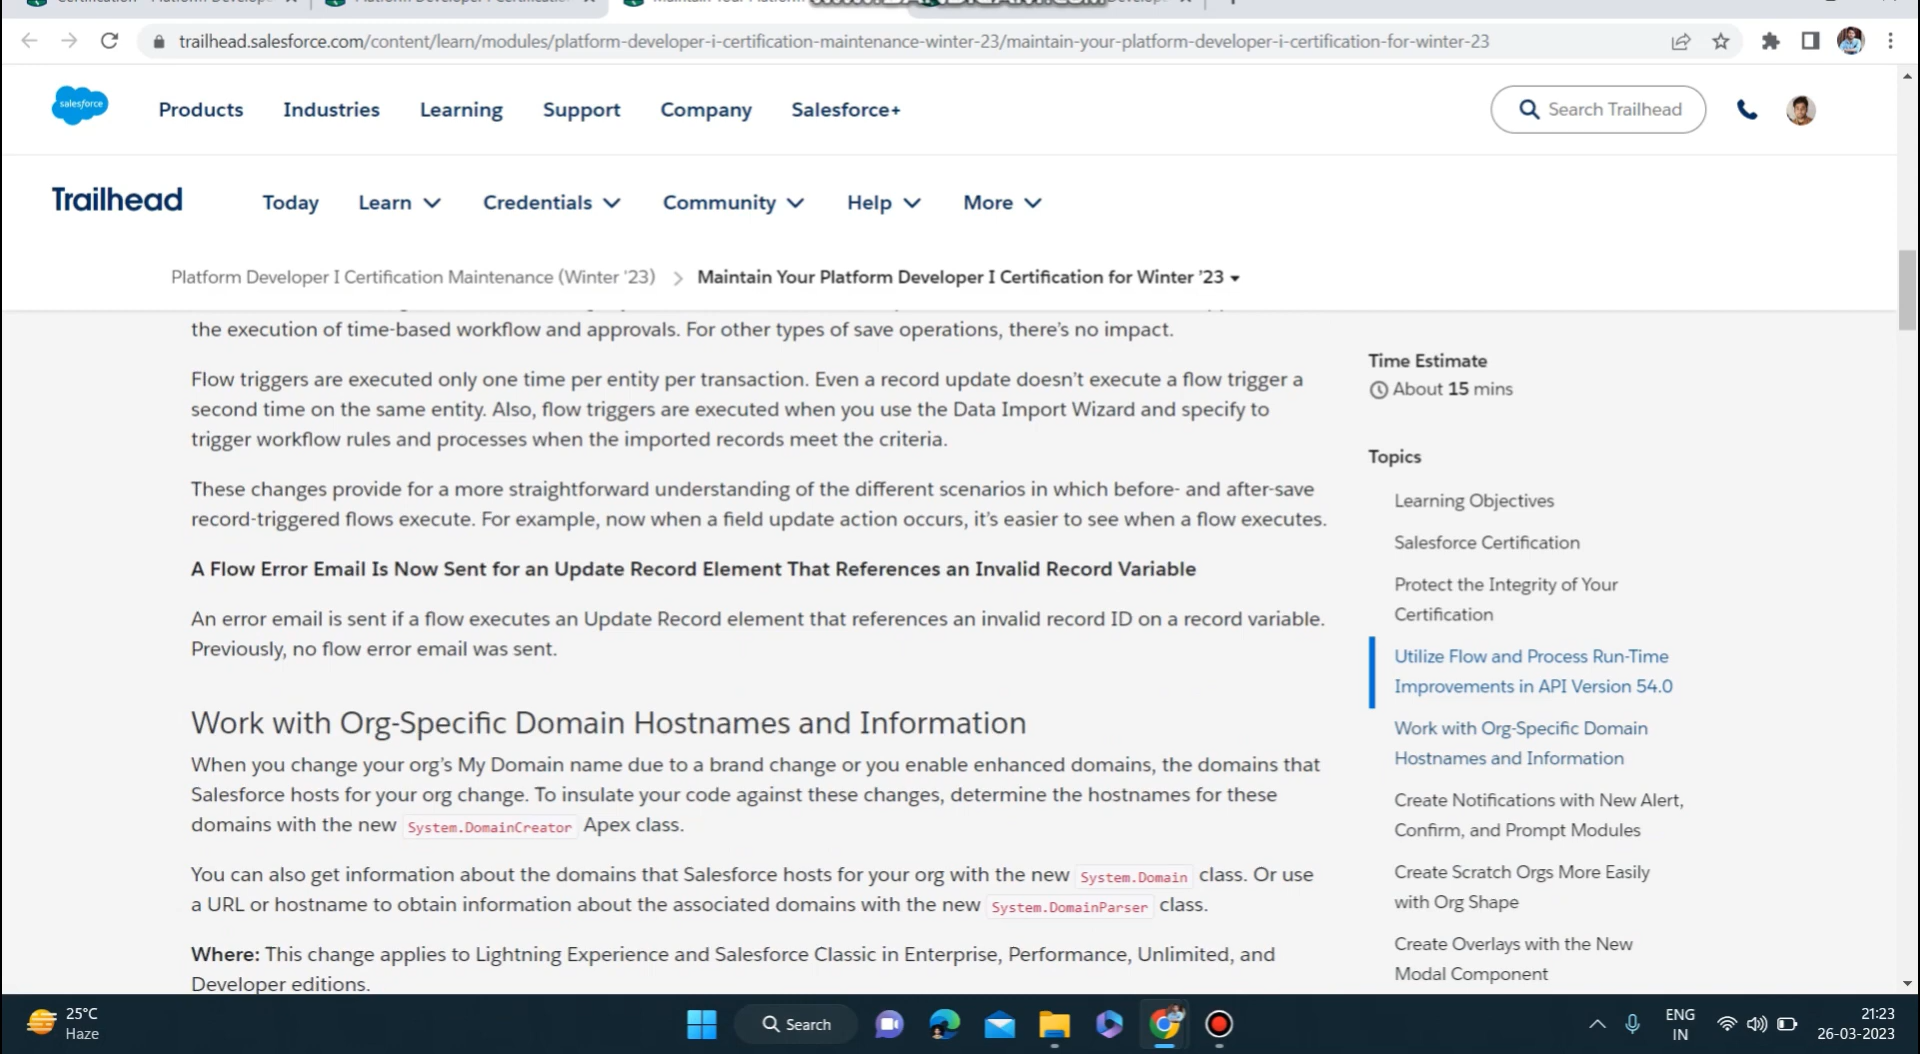 trailhead.salesforce.com/content/learn/modules/platform-developer-i-certification-maintenance-winter-23/maintain-your-platform-developer-i-certification-for-winter-23
salesforce
Products Industries Learning Support Company Salesforce+
Search Trailhead
Trailhead
Today Learn Credentials Community Help More
Platform Developer I Certification Maintenance (Winter '23) > Maintain Your Platform Developer I Certification for Winter '23
the execution of time-based workflow and approvals. For other types of save operations, there's no impact.
Flow triggers are executed only one time per entity per transaction. Even a record update doesn't execute a flow trigger a
second time on the same entity. Also, flow triggers are executed when you use the Data Import Wizard and specify to
trigger workflow rules and processes when the imported records meet the criteria.
These changes provide for a more straightforward understanding of the different scenarios in which before- and after-save
record-triggered flows execute. For example, now when a field update action occurs, it's easier to see when a flow executes.
A Flow Error Email Is Now Sent for an Update Record Element That References an Invalid Record Variable
An error email is sent if a flow executes an Update Record element that references an invalid record ID on a record variable.
Previously, no flow error email was sent.
Work with Org-Specific Domain Hostnames and Information
When you change your org's My Domain name due to a brand change or you enable enhanced domains, the domains that
Salesforce hosts for your org change. To insulate your code against these changes, determine the hostnames for these
domains with the new System.DomainCreator Apex class.
You can also get information about the domains that Salesforce hosts for your org with the new System.Domain class. Or use
a URL or hostname to obtain information about the associated domains with the new System.DomainParser class.
Where: This change applies to Lightning Experience and Salesforce Classic in Enterprise, Performance, Unlimited, and
Developer editions.
Time Estimate
About 15 mins
Topics
Learning Objectives
Salesforce Certification
Protect the Integrity of Your
Certification
Utilize Flow and Process Run-Time
Improvements in API Version 54.0
Work with Org-Specific Domain
Hostnames and Information
Create Notifications with New Alert,
Confirm, and Prompt Modules
Create Scratch Orgs More Easily
with Org Shape
Create Overlays with the New
Modal Component
25°C
Haze
Search
ENG
IN
21:23
26-03-2023